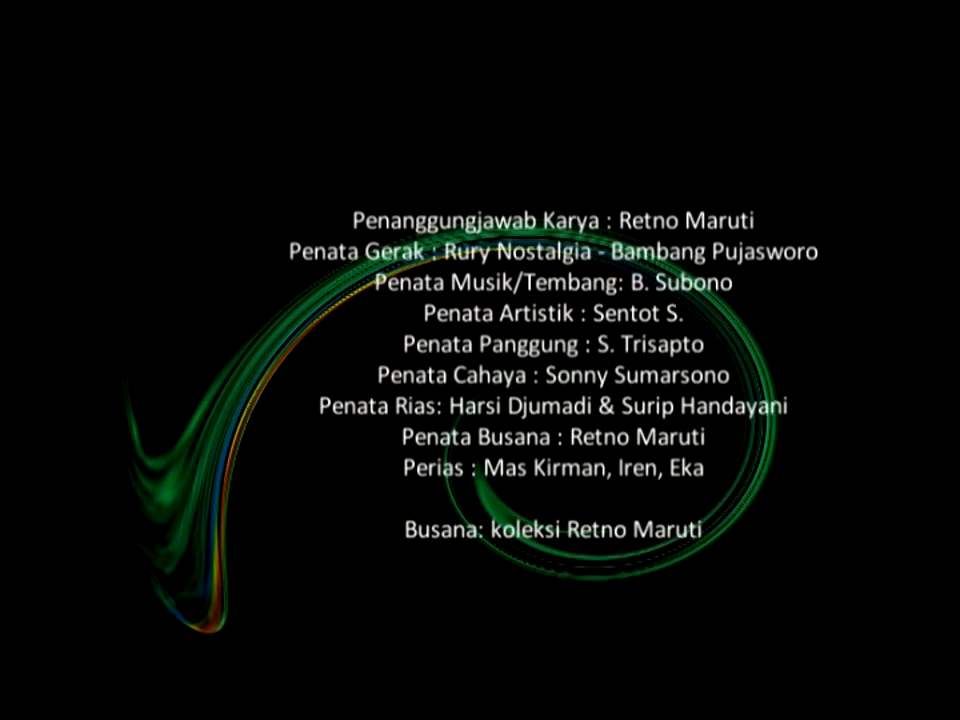 Penanggungjawab Karya : Retno Maruti
Penata Gerak : Rury Nostalgia - Bambang Pujasworo
Penata Musik/Tembang: B. Subono
Penata Artistik : Sentot S.
Penata Panggung : S. Trisapto
Penata Cahaya : Sonny Sumarsono
Penata Rias: Harsi Djumadi & Surip Handayani
Penata Busana : Retno Maruti
Perias : Mas Kirman, Iren, Eka
Busana: koleksi Retno Maruti